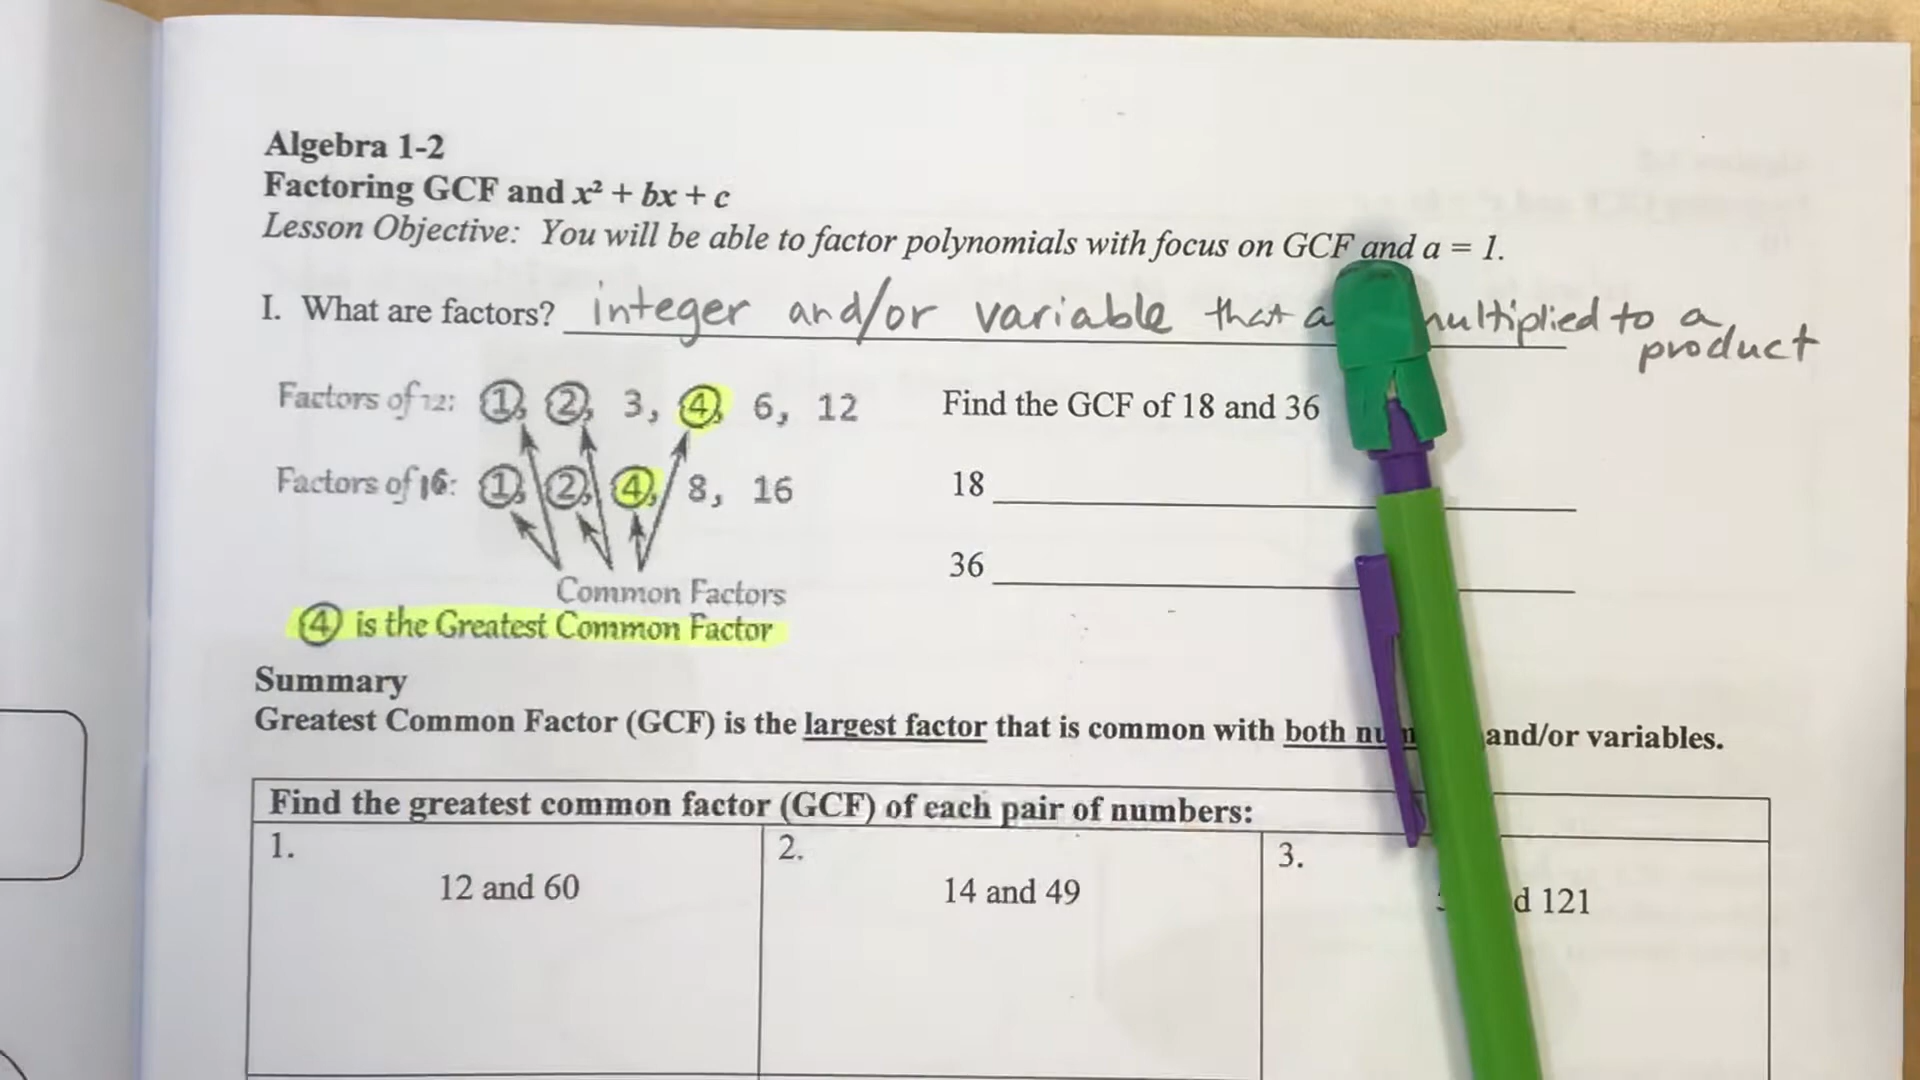 Algebra 1-2
Factoring GCF and x² + bx + c
Lesson Objective: You will be able to factor polynomials with focus on GCF and a = 1.
I. What are factors? integer and/or variable that multiplied to a
product
Factors of 12: 1, 2, 3, 4, 6, 12
Find the GCF of 18 and 36
Factors of 16: 1, 2, 4, 8, 16
18
36
Common Factors
4 is the Greatest Common Factor
Summary
Greatest Common Factor (GCF) is the largest factor that is common with both and/or variables.
Find the greatest common factor (GCF) of each pair of numbers:
1.
12 and 60
2.
14 and 49
3.
121